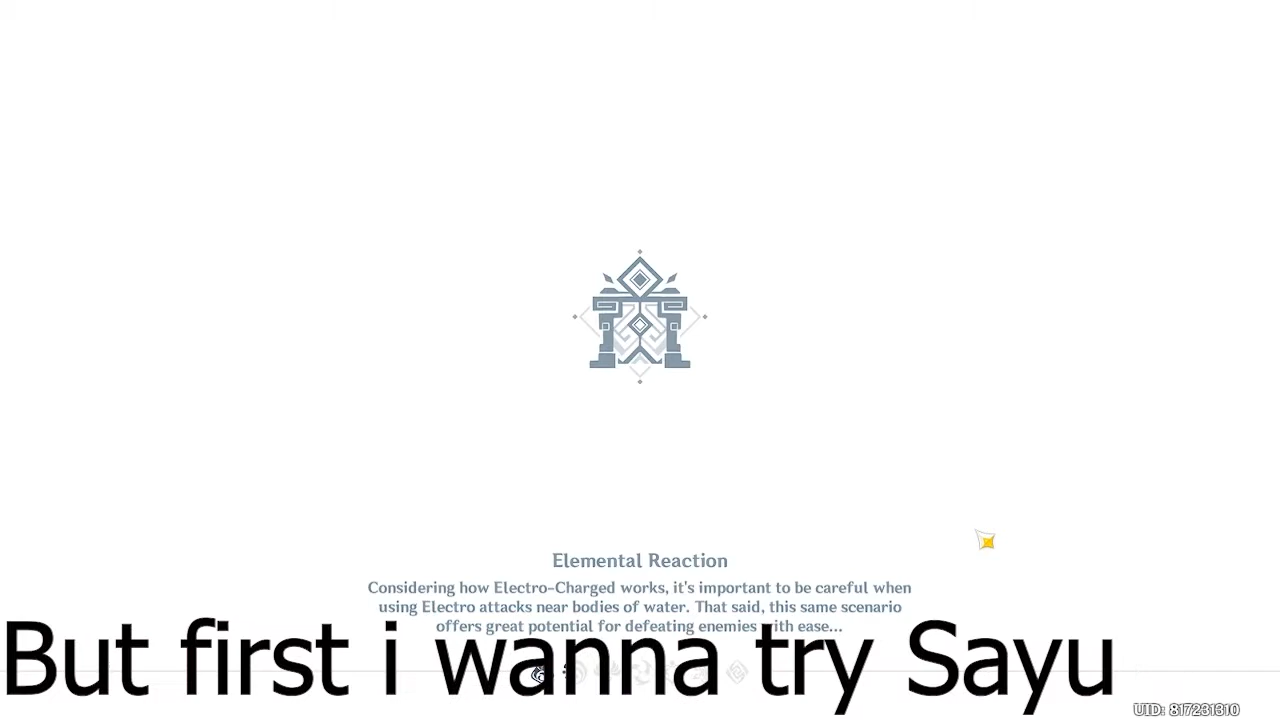 Elemental Reaction
Considering how Electro-Charged works, it's important to be careful when
using Electro attacks near bodies of water. That said, this same scenario
offers great potential for defeating enemies with ease...
But first i wanna try Sayu
UID: 817231310